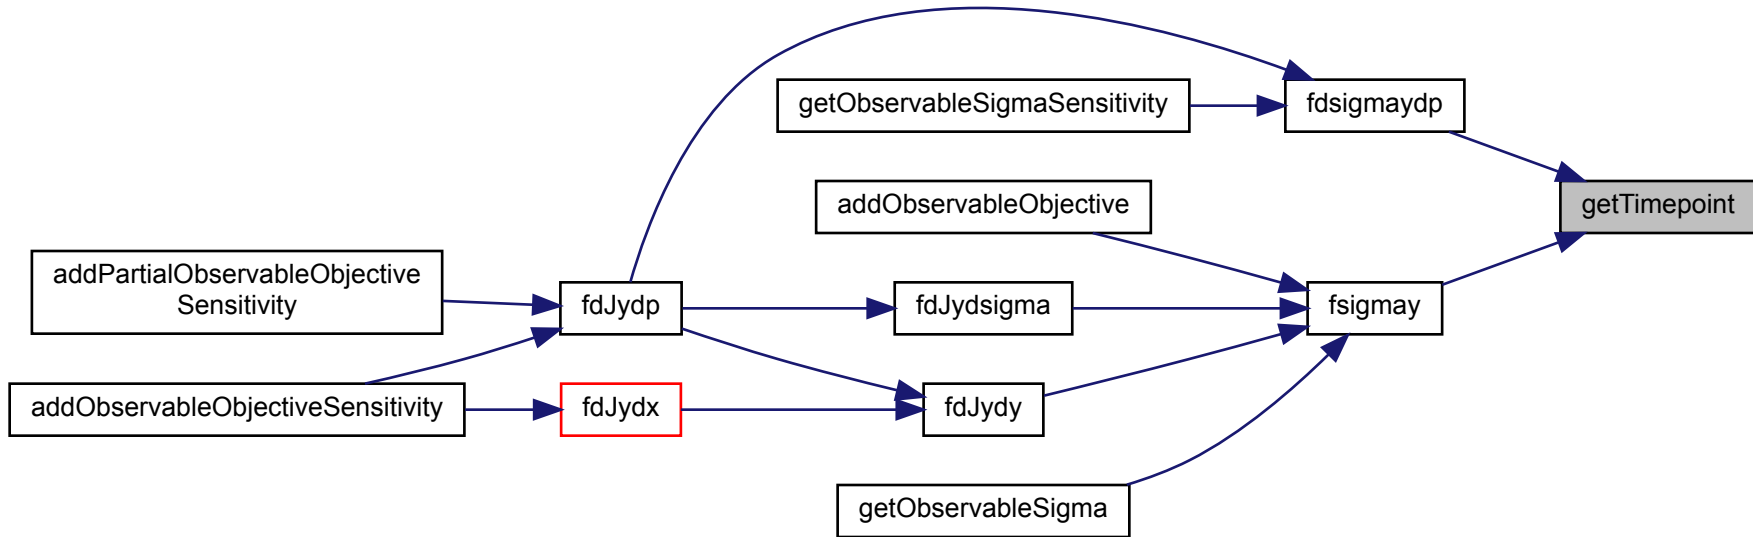 getObservableSigmaSensitivity
fdsigmaydp
addObservableObjective
getTimepoint
addPartialObservableObjective
Sensitivity
fdJydp
fdJydsigma
fsigmay
addObservableObjectiveSensitivity
fdJydx
fdJydy
getObservableSigma